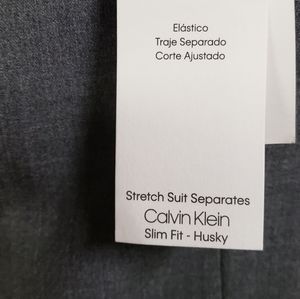 Elástico
Traje Separado
Corte Ajustado
Stretch Suit Separates
Calvin Klein
Slim Fit - Husky